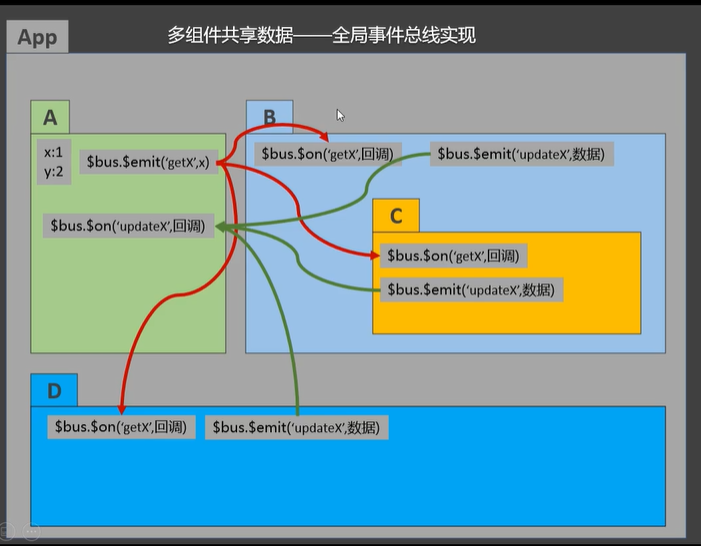 App
多组件共享数据——全局事件总线实现
A
B
x:1
y:2
$bus.$emit('getX',x)
$bus.$on('getX',回调)
$bus.$emit('updateX',数据)
$bus.$on('updateX',回调)
C
$bus.$on('getX',回调)
$bus.$emit('updateX',数据)
D
$bus.$on('getX',回调)
$bus.$emit('updateX',数据)